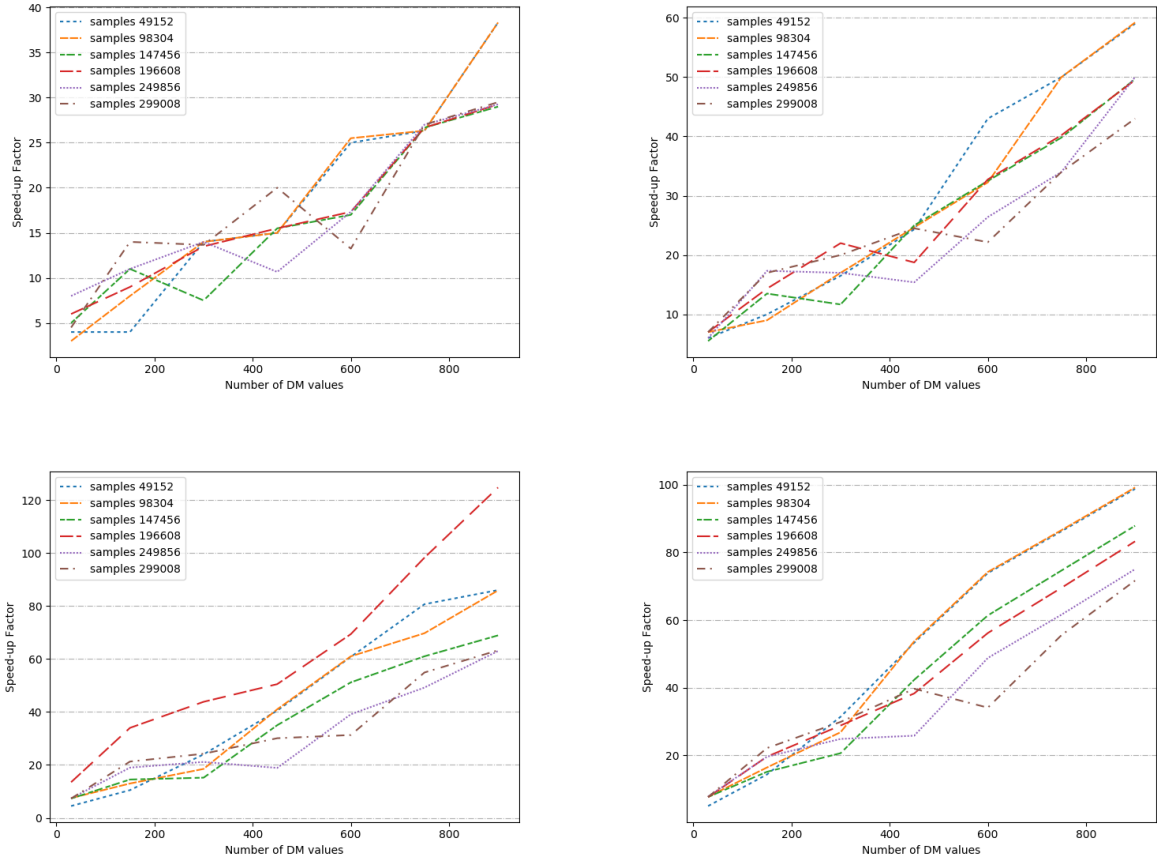 40
35
30
25
20
15
10
5
Speed-up Factor
samples 49152
samples 98304
samples 147456
samples 196608
samples 249856
samples 299008
0 200 400 600 800
Number of DM values
60
50
40
30
20
10
Speed-up Factor
samples 49152
samples 98304
samples 147456
samples 196608
samples 249856
samples 299008
0 200 400 600 800
Number of DM values
120
100
80
60
40
20
0
Speed-up Factor
samples 49152
samples 98304
samples 147456
samples 196608
samples 249856
samples 299008
0 200 400 600 800
Number of DM values
100
80
60
40
20
Speed-up Factor
samples 49152
samples 98304
samples 147456
samples 196608
samples 249856
samples 299008
0 200 400 600 800
Number of DM values